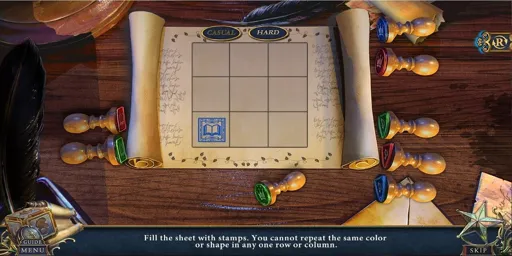 CASUAL HARD
R
Fill the sheet with stamps. You cannot repeat the same color
or shape in any one row or column.
GUIDE
MENU
SKIP